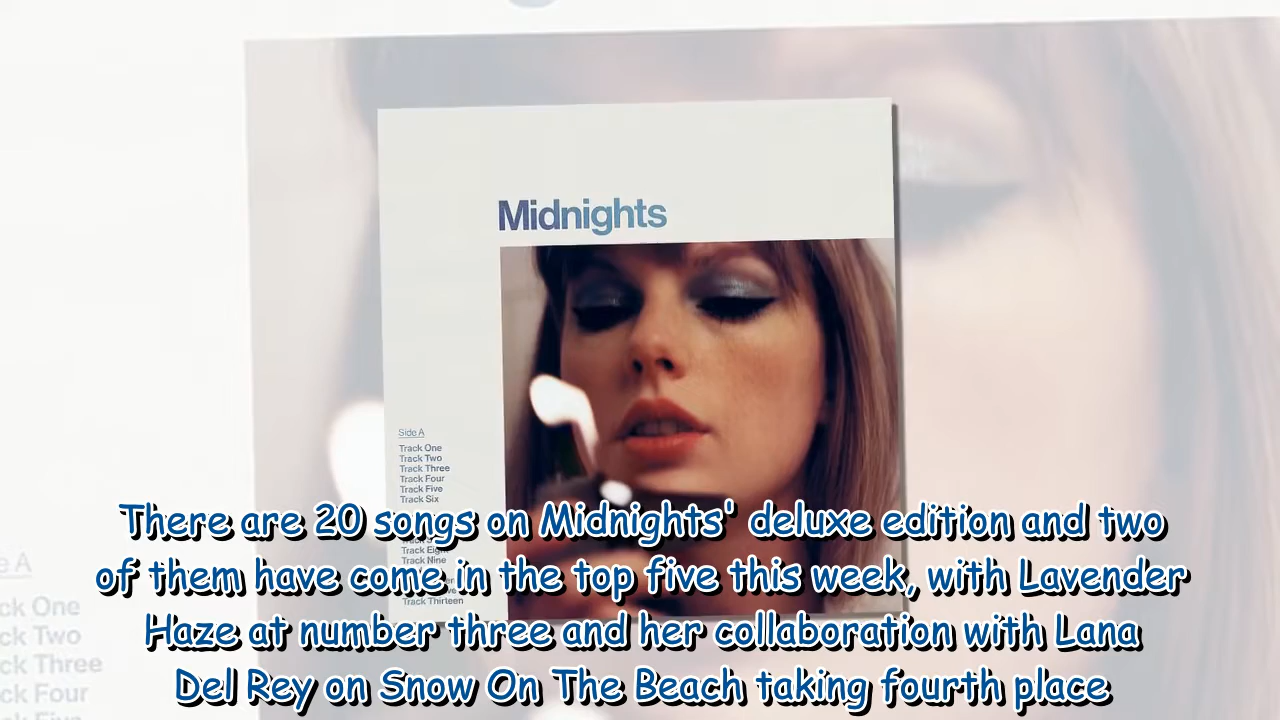 Midnights
Side A
Track One
Track Two
Track Three
Track Four
Track Five
Track Six
Track Nine
Track Thirteen
e A
ck One
ck Two
ck Three
ck Four
There are 20 songs on Midnights' deluxe edition and two
of them have come in the top five this week, with Lavender
Haze at number three and her collaboration with Lana
Del Rey on Snow On The Beach taking fourth place